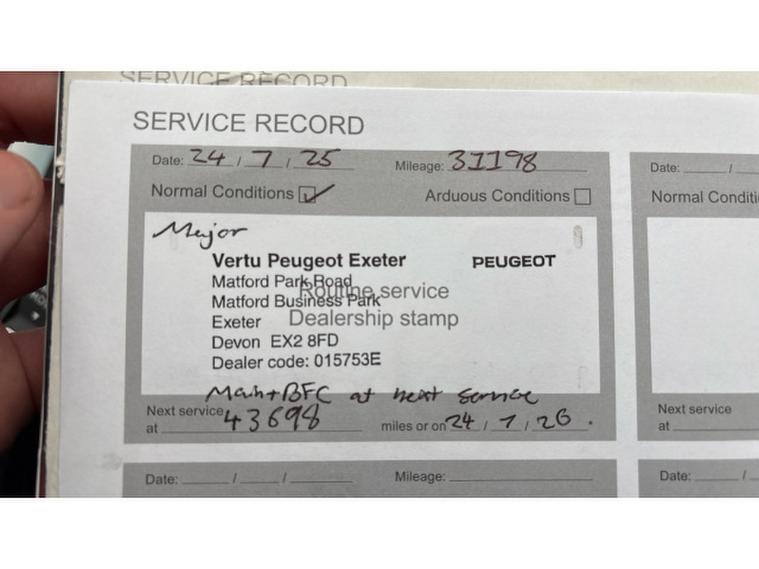 SERVICE RECORD
SERVICE RECORD
Date: 24 / 7 / 25 Mileage: 31198
Normal Conditions Arduous Conditions
Major
Vertu Peugeot Exeter PEUGEOT
Matford Park Road
Routine service
Matford Business Park
Exeter Dealership stamp
Devon EX2 8FD
Dealer code: 015753E
Main + BFC at next service
Next service
at 43698 miles or on 24 / 7 / 26 .
Date: / / Mileage:
Date: /
Normal Conditi
Next service
at
Date: /